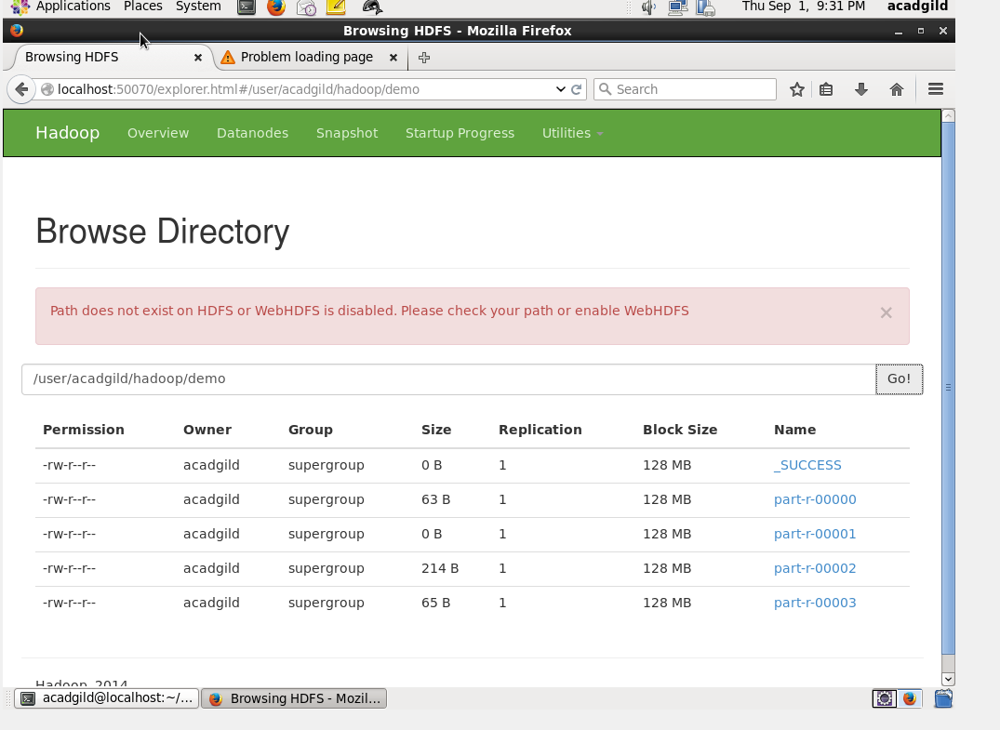 Applications Places System Thu Sep 1, 9:31 PM acadgild
Browsing HDFS - Mozilla Firefox
Browsing HDFS × Problem loading page ×
localhost:50070/explorer.html#/user/acadgild/hadoop/demo Search
Hadoop Overview Datanodes Snapshot Startup Progress Utilities
Browse Directory
Path does not exist on HDFS or WebHDFS is disabled. Please check your path or enable WebHDFS ×
/user/acadgild/hadoop/demo Go!
Permission Owner Group Size Replication Block Size Name
-rw-r--r-- acadgild supergroup 0 B 1 128 MB _SUCCESS
-rw-r--r-- acadgild supergroup 63 B 1 128 MB part-r-00000
-rw-r--r-- acadgild supergroup 0 B 1 128 MB part-r-00001
-rw-r--r-- acadgild supergroup 214 B 1 128 MB part-r-00002
-rw-r--r-- acadgild supergroup 65 B 1 128 MB part-r-00003
Hadoop, 2014.
acadgild@localhost:~/... Browsing HDFS - Mozil...